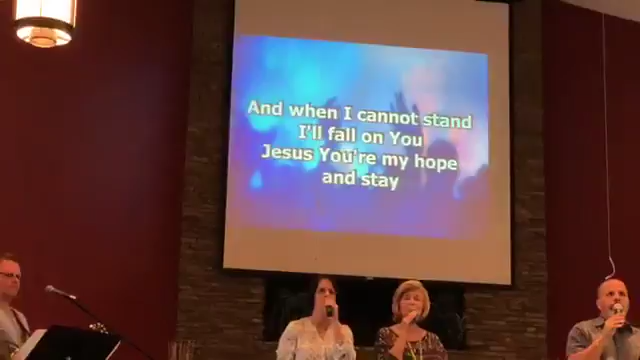 And when I cannot stand
I'll fall on You
Jesus You're my hope
and stay